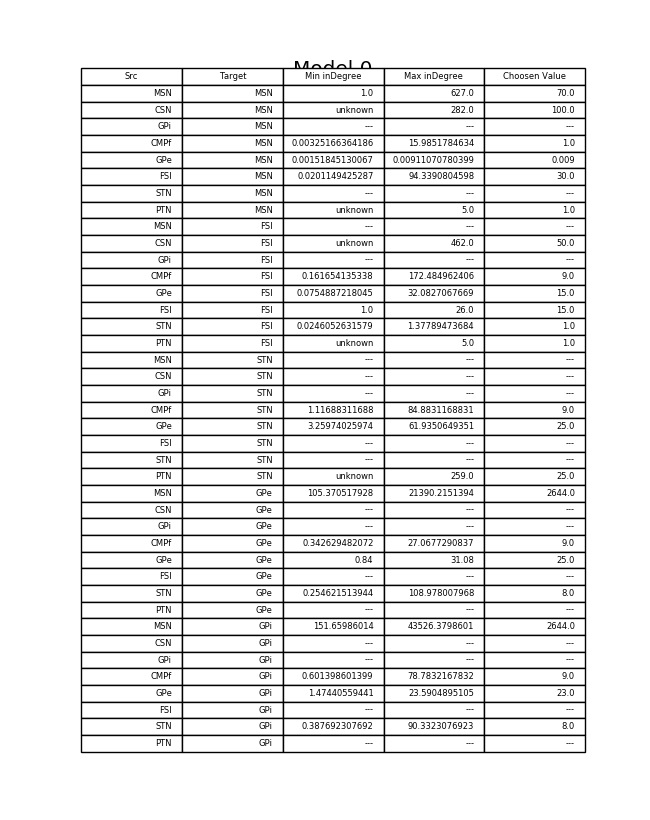 Model 0
Src Target Min inDegree Max inDegree Choosen Value
MSN MSN 1.0 627.0 70.0
CSN MSN unknown 282.0 100.0
GPi MSN --- --- ---
CMPf MSN 0.00325166364186 15.9851784634 1.0
GPe MSN 0.00151845130067 0.00911070780399 0.009
FSI MSN 0.0201149425287 94.3390804598 30.0
STN MSN --- --- ---
PTN MSN unknown 5.0 1.0
MSN FSI --- --- ---
CSN FSI unknown 462.0 50.0
GPi FSI --- --- ---
CMPf FSI 0.161654135338 172.484962406 9.0
GPe FSI 0.0754887218045 32.0827067669 15.0
FSI FSI 1.0 26.0 15.0
STN FSI 0.0246052631579 1.37789473684 1.0
PTN FSI unknown 5.0 1.0
MSN STN --- --- ---
CSN STN --- --- ---
GPi STN --- --- ---
CMPf STN 1.11688311688 84.8831168831 9.0
GPe STN 3.25974025974 61.9350649351 25.0
FSI STN --- --- ---
STN STN --- --- ---
PTN STN unknown 259.0 25.0
MSN GPe 105.370517928 21390.2151394 2644.0
CSN GPe --- --- ---
GPi GPe --- --- ---
CMPf GPe 0.342629482072 27.0677290837 9.0
GPe GPe 0.84 31.08 25.0
FSI GPe --- --- ---
STN GPe 0.254621513944 108.978007968 8.0
PTN GPe --- --- ---
MSN GPi 151.65986014 43526.3798601 2644.0
CSN GPi --- --- ---
GPi GPi --- --- ---
CMPf GPi 0.601398601399 78.7832167832 9.0
GPe GPi 1.47440559441 23.5904895105 23.0
FSI GPi --- --- ---
STN GPi 0.387692307692 90.3323076923 8.0
PTN GPi --- --- ---